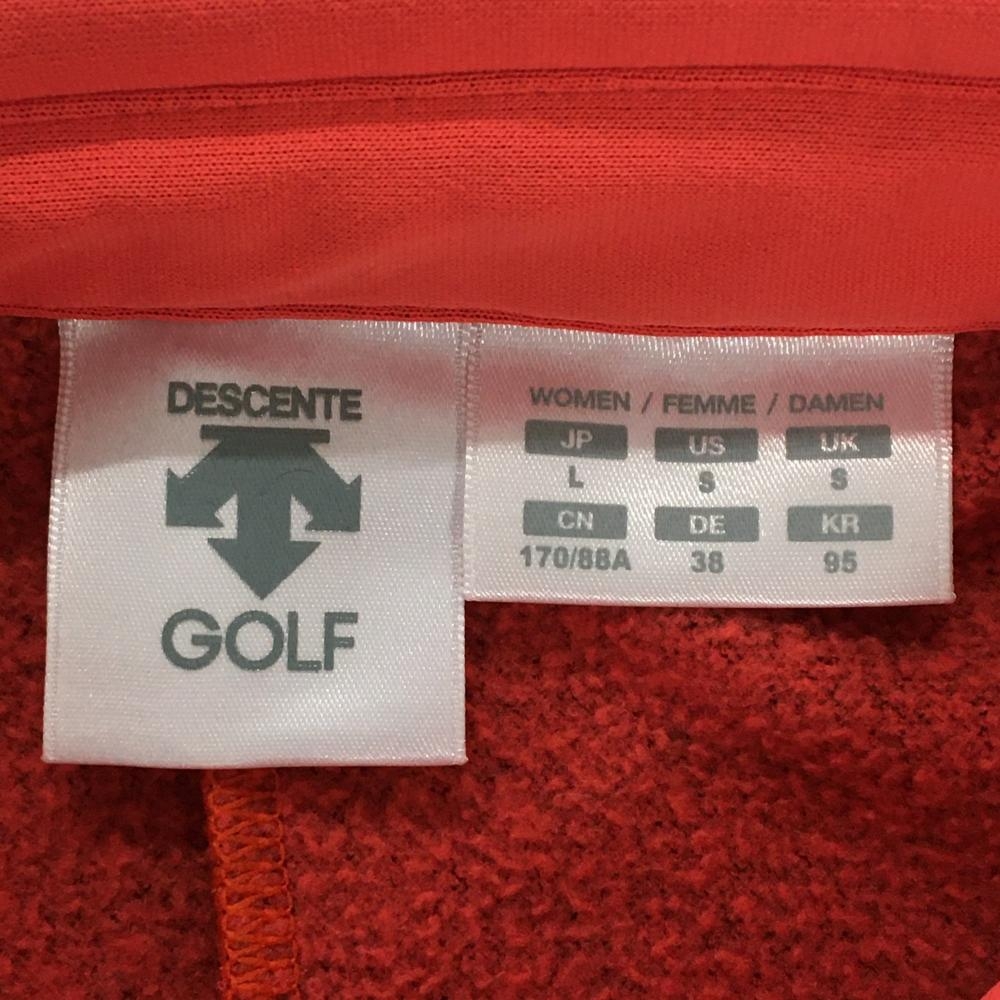 DESCENTE
GOLF
WOMEN / FEMME / DAMEN
JP US UK
L S S
CN DE KR
170/88A 38 95